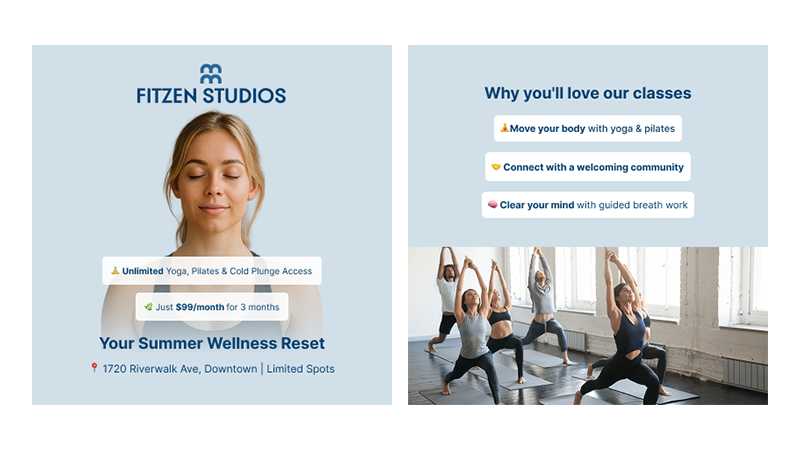 FITZEN STUDIOS
🧘 Unlimited Yoga, Pilates & Cold Plunge Access
🌿 Just $99/month for 3 months
Your Summer Wellness Reset
📍 1720 Riverwalk Ave, Downtown | Limited Spots
Why you'll love our classes
🧘Move your body with yoga & pilates
🤝 Connect with a welcoming community
🧠 Clear your mind with guided breath work